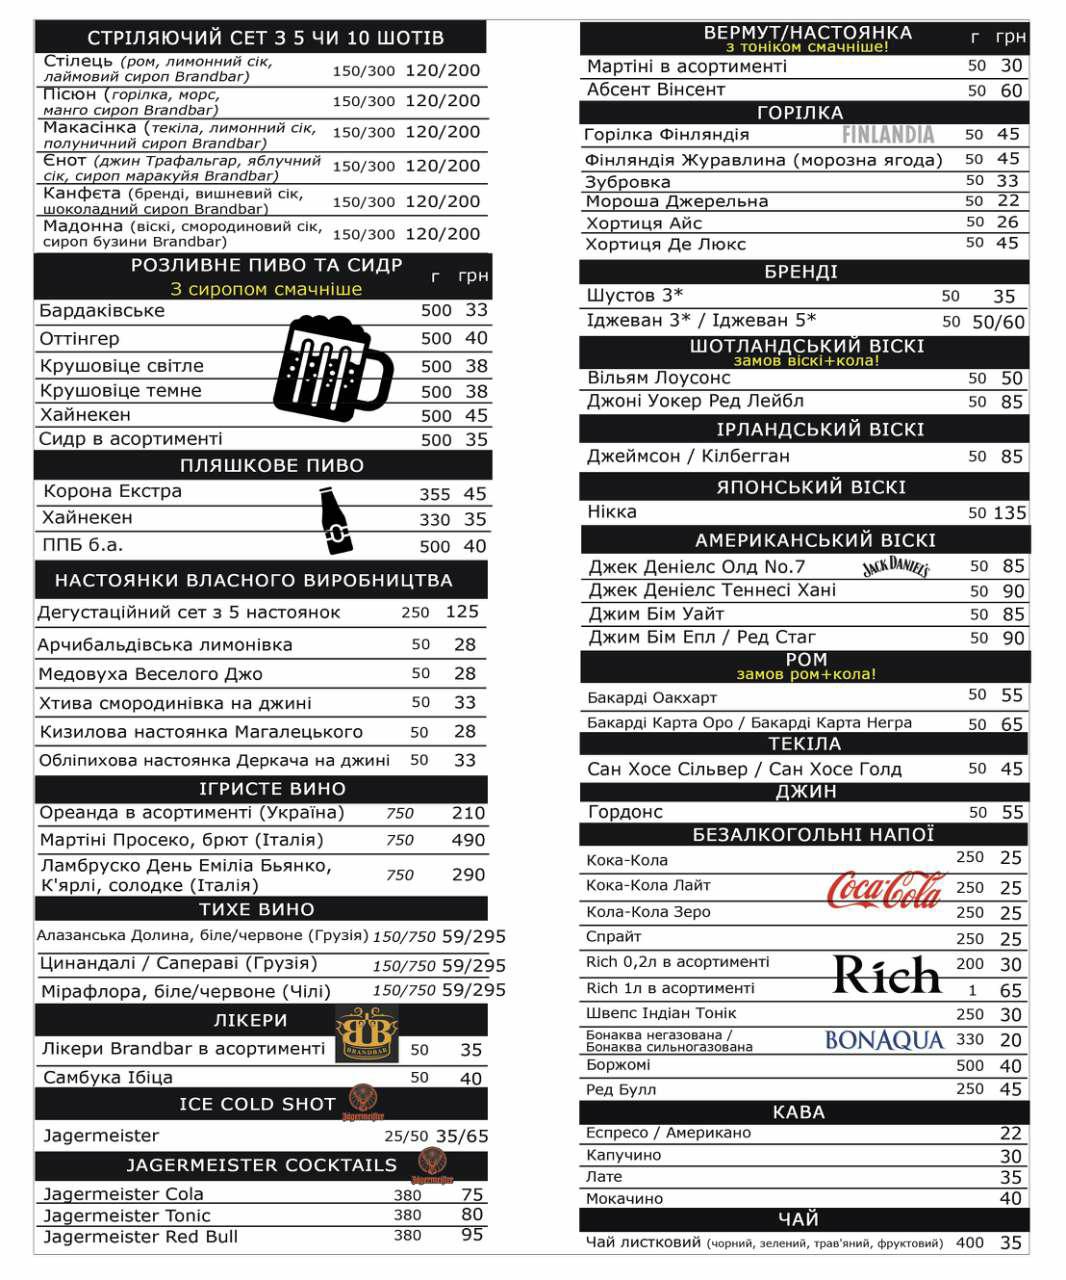 СТРІЛЯЮЧИЙ СЕТ З 5 ЧИ 10 ШОТІВ
Стілець (ром, лимонний сік,
лаймовий сироп Brandbar) 150/300 120/200
Пісюн (горілка, морс,
манго сироп Brandbar) 150/300 120/200
Макасінка (текіла, лимонний сік,
полуничний сироп Brandbar) 150/300 120/200
Єнот (джин Трафальгар, яблучний
сік, сироп маракуйя Brandbar) 150/300 120/200
Канфєта (бренді, вишневий сік,
шоколадний сироп Brandbar) 150/300 120/200
Мадонна (віскі, смородиновий сік,
сироп бузини Brandbar) 150/300 120/200
РОЗЛИВНЕ ПИВО ТА СИДР г грн
З сиропом смачніше
Бардаківське 500 33
Оттінгер 500 40
Крушовіце світле 500 38
Крушовіце темне 500 38
Хайнекен 500 45
Сидр в асортименті 500 35
ПЛЯШКОВЕ ПИВО
Корона Екстра 355 45
Хайнекен 330 35
ППБ б.а. 500 40
НАСТОЯНКИ ВЛАСНОГО ВИРОБНИЦТВА
Дегустаційний сет з 5 настоянок 250 125
Арчибальдівська лимонівка 50 28
Медовуха Веселого Джо 50 28
Хтива смородинівка на джині 50 33
Кизилова настоянка Магалецького 50 28
Обліпихова настоянка Деркача на джині 50 33
ІГРИСТЕ ВИНО
Ореанда в асортименті (Україна) 750 210
Мартіні Просеко, брют (Італія) 750 490
Ламбруско День Еміліа Бьянко,
К'ярлі, солодке (Італія) 750 290
ТИХЕ ВИНО
Алазанська Долина, біле/червоне (Грузія) 150/750 59/295
Цинандалі / Сапераві (Грузія) 150/750 59/295
Мірафлора, біле/червоне (Чілі) 150/750 59/295
ЛІКЕРИ
BB BRANDBAR
Лікери Brandbar в асортименті 50 35
Самбука Ібіца 50 40
ICE COLD SHOT Jägermeister
Jagermeister 25/50 35/65
JAGERMEISTER COCKTAILS Jägermeister
Jagermeister Cola 380 75
Jagermeister Tonic 380 80
Jagermeister Red Bull 380 95
ВЕРМУТ/НАСТОЯНКА г грн
з тоніком смачніше!
Мартіні в асортименті 50 30
Абсент Вінсент 50 60
ГОРІЛКА
Горілка Фінляндія FINLANDIA 50 45
Фінляндія Журавлина (морозна ягода) 50 45
Зубровка 50 33
Мороша Джерельна 50 22
Хортиця Айс 50 26
Хортиця Де Люкс 50 45
БРЕНДІ
Шустов 3* 50 35
Іджеван 3* / Іджеван 5* 50 50/60
ШОТЛАНДСЬКИЙ ВІСКІ
замов віскі+кола!
Вільям Лоусонс 50 50
Джоні Уокер Ред Лейбл 50 85
ІРЛАНДСЬКИЙ ВІСКІ
Джеймсон / Кілбегган 50 85
ЯПОНСЬКИЙ ВІСКІ
Нікка 50 135
АМЕРИКАНСЬКИЙ ВІСКІ
Джек Деніелс Олд No.7 JACK DANIEL'S 50 85
Джек Деніелс Теннесі Хані 50 90
Джим Бім Уайт 50 85
Джим Бім Епл / Ред Стаг 50 90
РОМ
замов ром+кола!
Бакарді Оакхарт 50 55
Бакарді Карта Оро / Бакарді Карта Негра 50 65
ТЕКІЛА
Сан Хосе Сільвер / Сан Хосе Голд 50 45
ДЖИН
Гордонс 50 55
БЕЗАЛКОГОЛЬНІ НАПОЇ
Кока-Кола 250 25
Кока-Кола Лайт Coca-Cola 250 25
Кола-Кола Зеро 250 25
Спрайт 250 25
Rich 0,2л в асортименті Rich 200 30
Rich 1л в асортименті 1 65
Швепс Індіан Тонік 250 30
Бонаква негазована /
Бонаква сильногазована BONAQUA 330 20
Боржомі 500 40
Ред Булл 250 45
КАВА
Еспресо / Американо 22
Капучино 30
Лате 35
Мокачино 40
ЧАЙ
Чай листковий (чорний, зелений, трав'яний, фруктовий) 400 35